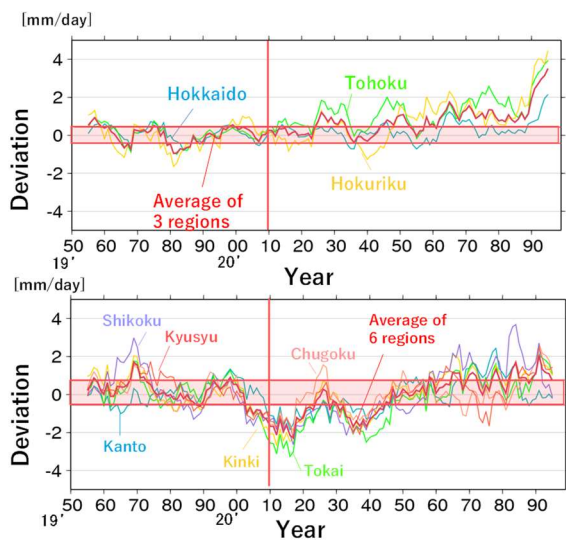 [mm/day]
4
2
0
-2
-4
Deviation
Hokkaido
Tohoku
Average of
3 regions
Hokuriku
50 60 70 80 90 00 10 20 30 40 50 60 70 80 90
19' 20'
Year
[mm/day]
4
2
0
-2
-4
Deviation
Shikoku
Kyusyu
Chugoku
Average of
6 regions
Kanto
Kinki
Tokai
50 60 70 80 90 00 10 20 30 40 50 60 70 80 90
19' 20'
Year